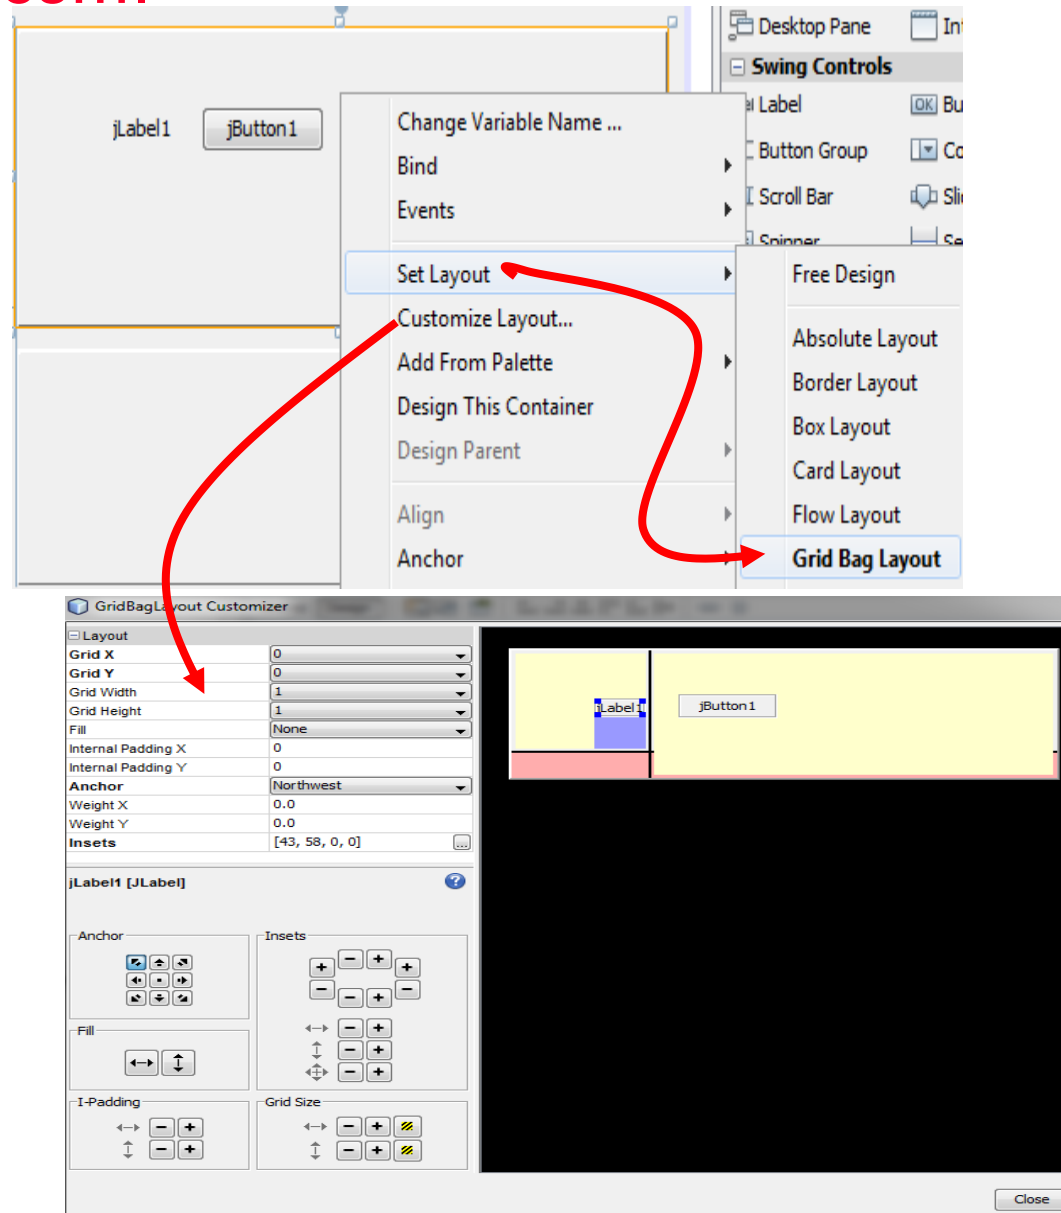 Desktop Pane
Swing Controls
Label
Button Group
Scroll Bar
Spinner
jLabel1
jButton1
Change Variable Name ...
Bind
Events
Set Layout
Customize Layout...
Add From Palette
Design This Container
Design Parent
Align
Anchor
Free Design
Absolute Layout
Border Layout
Box Layout
Card Layout
Flow Layout
Grid Bag Layout
GridBagLayout Customizer
Layout
Grid X 0
Grid Y 0
Grid Width 1
Grid Height 1
Fill None
Internal Padding X 0
Internal Padding Y 0
Anchor Northwest
Weight X 0.0
Weight Y 0.0
Insets [43, 58, 0, 0] ...
jLabel1 jButton1
jLabel1 [JLabel]
Anchor Insets
Fill
I-Padding Grid Size
Close